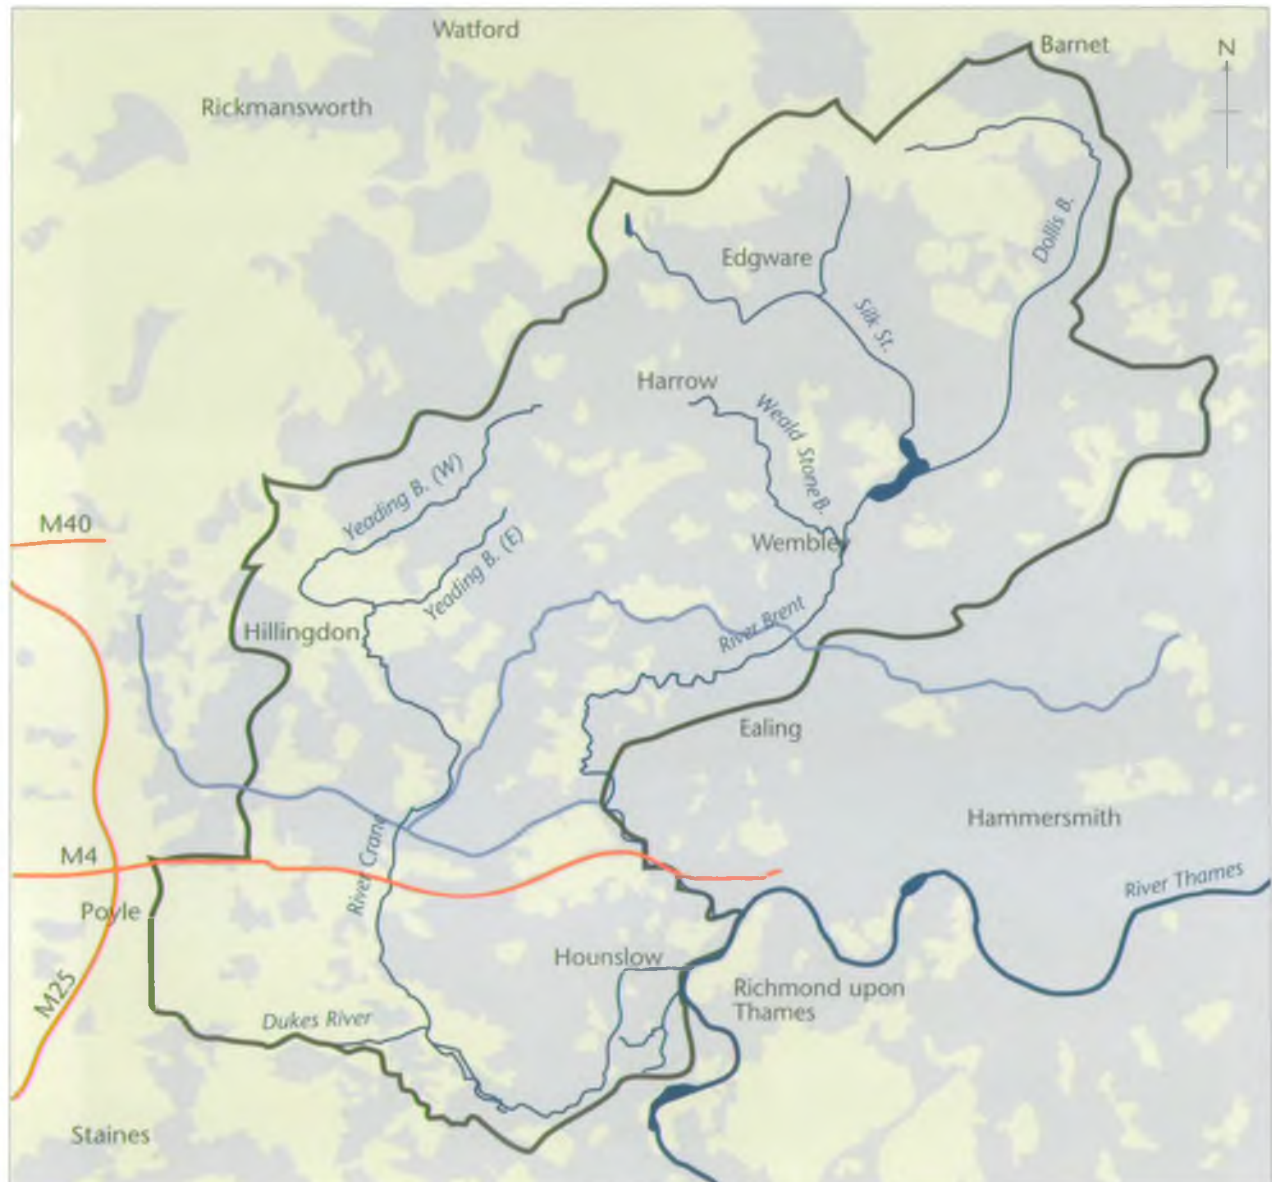 Watford
Barnet
N
Rickmansworth
Dollis B.
Edgware
Silk St.
Harrow
Weald Stone B.
Yeading B. (W)
M40
Yeading B. (E)
Wembley
River Brent
Hillingdon
Ealing
Hammersmith
M4
River Crane
River Thames
Poyle
Hounslow
M25
Richmond upon
Thames
Dukes River
Staines